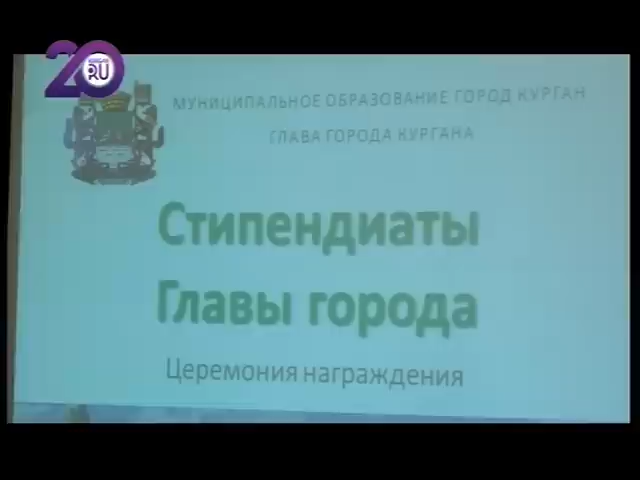 20
RU
МУНИЦИПАЛЬНОЕ ОБРАЗОВАНИЕ ГОРОД КУРГАН
ГЛАВА ГОРОДА КУРГАНА
Стипендиаты
Главы города
Церемония награждения